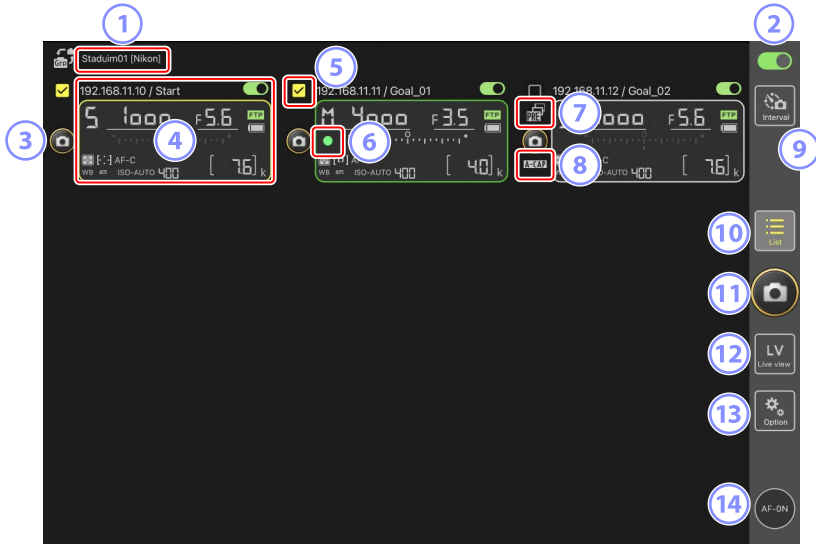 1
2
Grp
Staduim01 [Nikon]
5
192.168.11.10 / Start
192.168.11.11 / Goal_01
192.168.11.12 / Goal_02
S 1000 F5.6 FTP
M 4000 F3.5 FTP
PRE
7
F5.6 FTP
Interval
3
4
6
9
AF-C
WB ISO-AUTO 400 [ 7.6] k
WB ISO-AUTO 400 [ 4.0] k
A-CAP
8
ISO-AUTO 400 [ 7.6] k
10
List
11
12
LV
Live view
13
Option
14
AF-ON